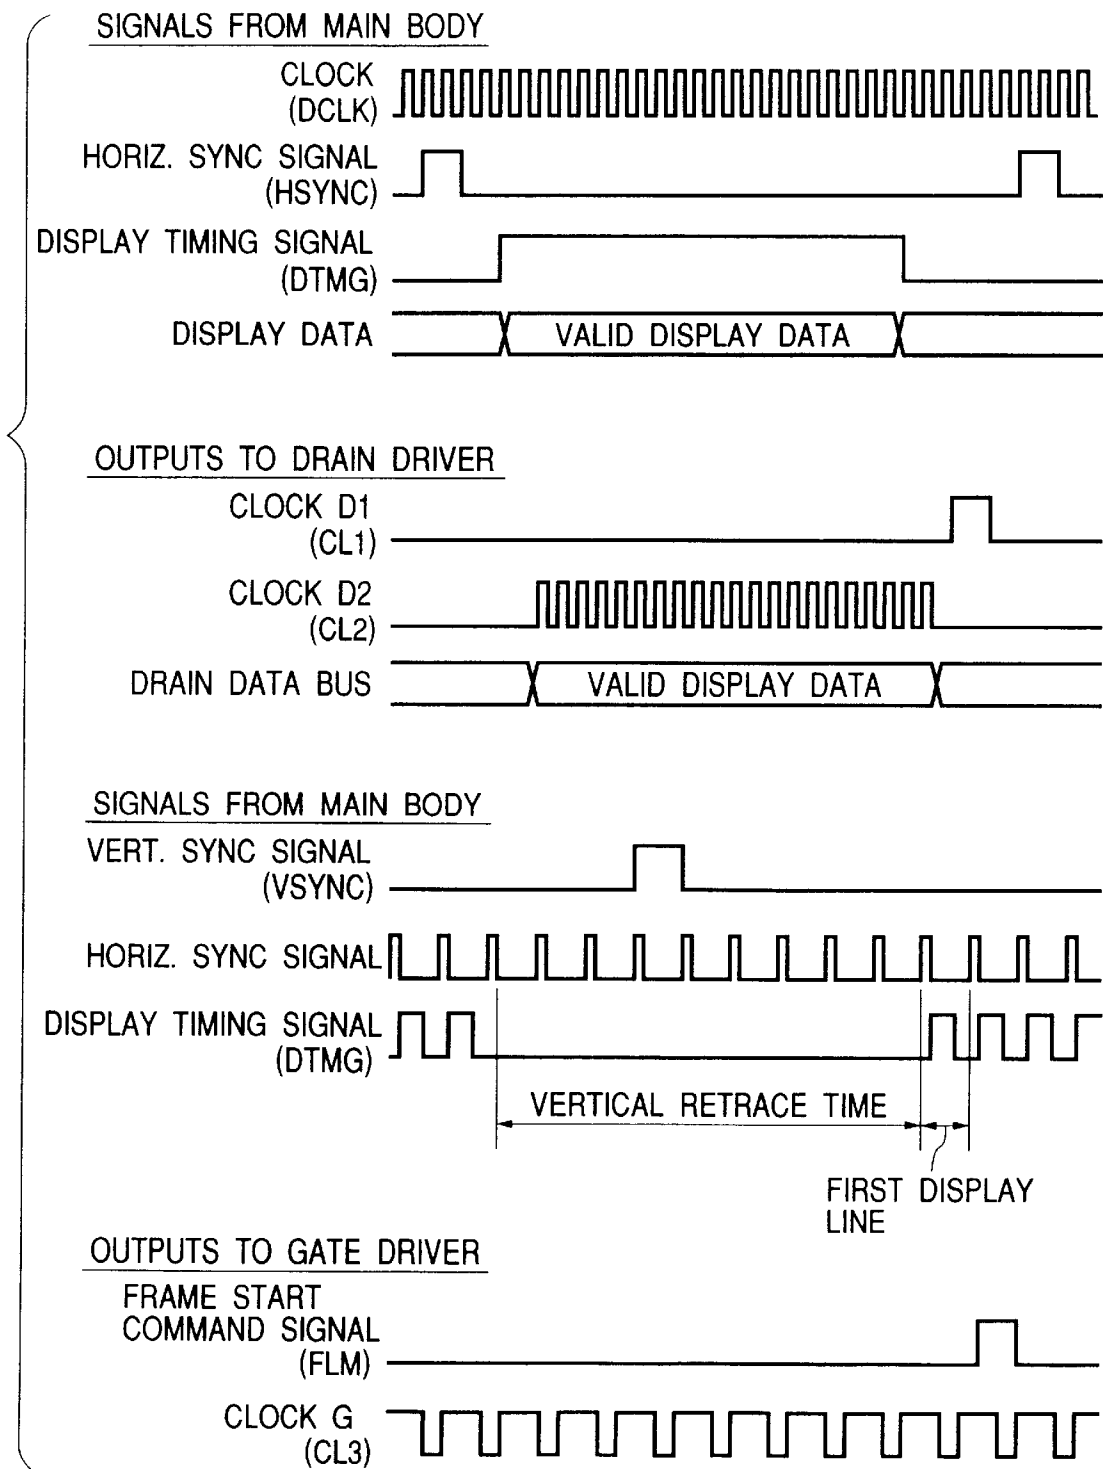 SIGNALS FROM MAIN BODY
CLOCK
(DCLK)
HORIZ. SYNC SIGNAL
(HSYNC)
DISPLAY TIMING SIGNAL
(DTMG)
DISPLAY DATA
VALID DISPLAY DATA
OUTPUTS TO DRAIN DRIVER
CLOCK D1
(CL1)
CLOCK D2
(CL2)
DRAIN DATA BUS
VALID DISPLAY DATA
SIGNALS FROM MAIN BODY
VERT. SYNC SIGNAL
(VSYNC)
HORIZ. SYNC SIGNAL
DISPLAY TIMING SIGNAL
(DTMG)
VERTICAL RETRACE TIME
FIRST DISPLAY
LINE
OUTPUTS TO GATE DRIVER
FRAME START
COMMAND SIGNAL
(FLM)
CLOCK G
(CL3)